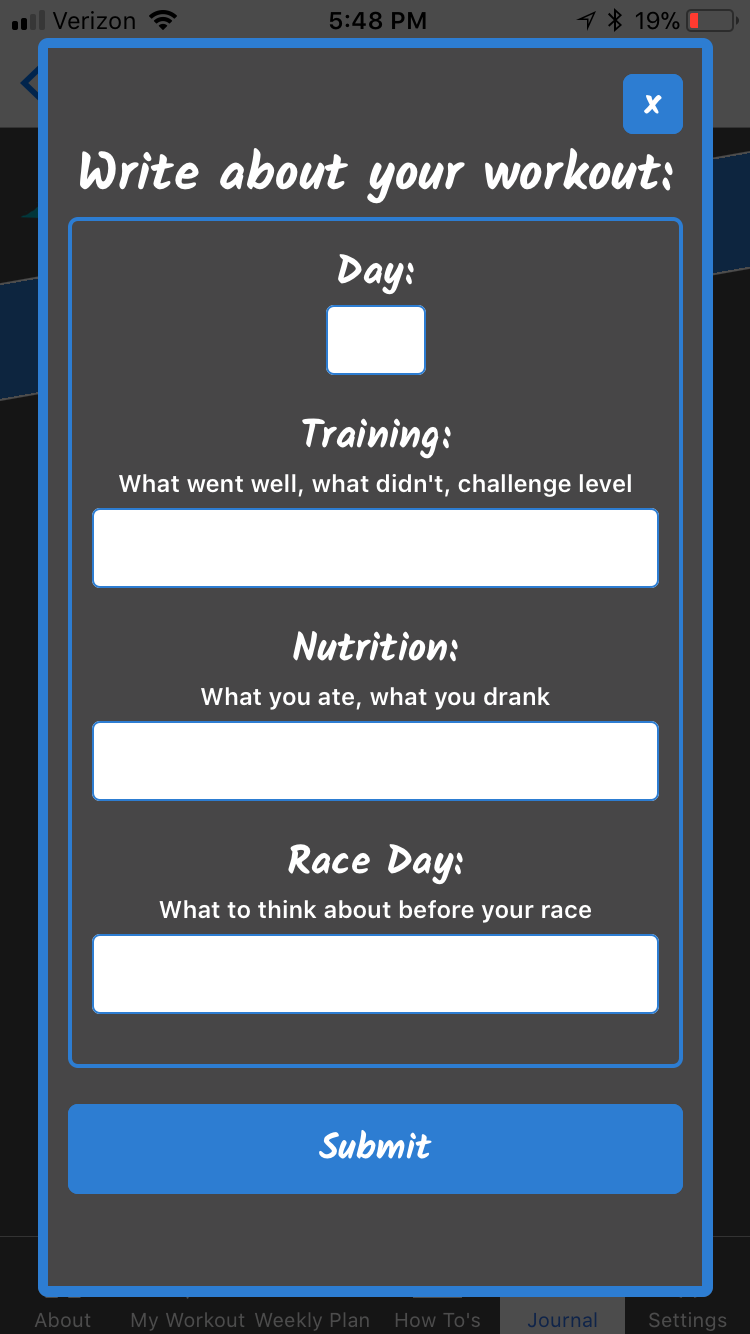 Verizon 5:48 PM 19%
x
Write about your workout:
Day:
Training:
What went well, what didn't, challenge level
Nutrition:
What you ate, what you drank
Race Day:
What to think about before your race
Submit
About My Workout Weekly Plan How To's Journal Settings